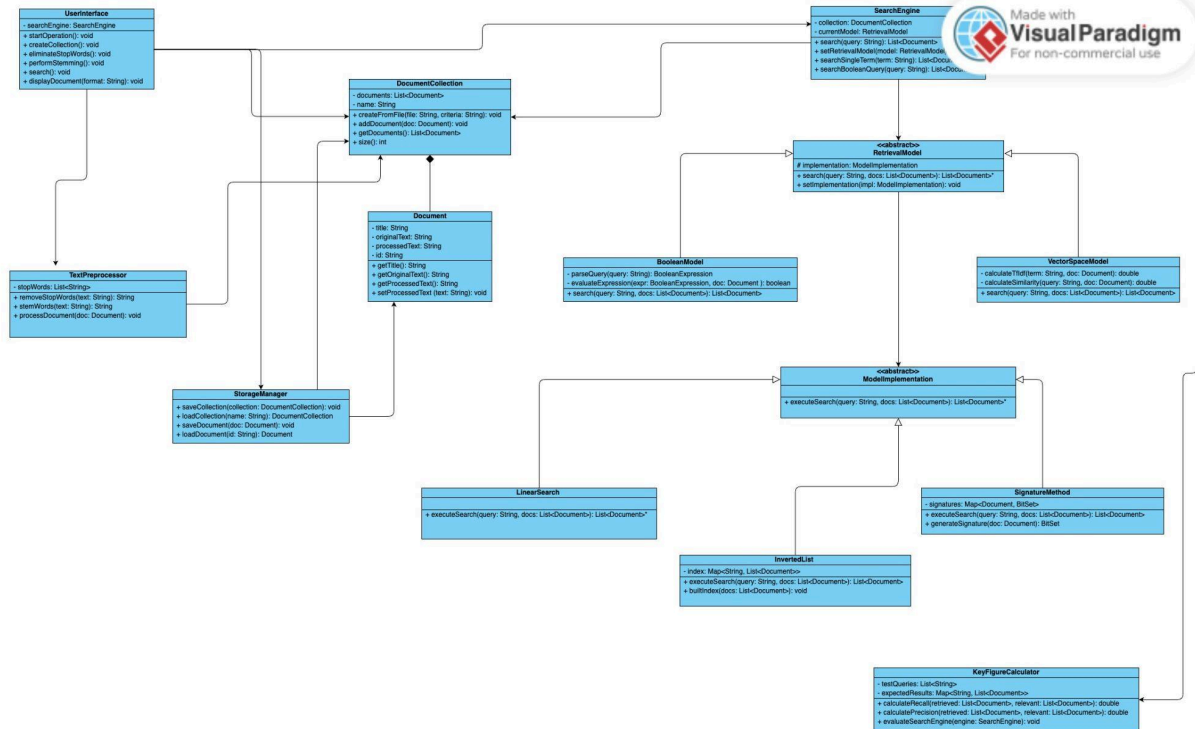 UserInterface
- searchEngine: SearchEngine
+ startOperation(): void
+ createCollection(): void
+ eliminateStopWords(): void
+ performStemming(): void
+ search(): void
+ displayDocument(format: String): void
SearchEngine
- collection: DocumentCollection
- currentModel: RetrievalModel
+ search(query: String): List<Document>
+ setRetrievalModel(model: RetrievalMode
+ searchSingleTerm(term: String): List<Docu
+ searchBooleanQuery(query: String): List<Docu
Made with
Visual Paradigm
For non-commercial use
DocumentCollection
- documents: List<Document>
- name: String
+ createFromFile(file: String, criteria: String): void
+ addDocument(doc: Document): void
+ getDocuments(): List<Document>
+ size(): int
<<abstract>>
RetrievalModel
# implementation: ModelImplementation
+ search(query: String, docs: List<Document>): List<Document>*
+ setImplementation(impl: ModelImplementation): void
Document
- title: String
- originalText: String
- processedText: String
- id: String
+ getTitle(): String
+ getOriginalText(): String
+ getProcessedText(): String
+ setProcessedText (text: String): void
BooleanModel
- parseQuery(query: String): BooleanExpression
- evaluateExpression(expr: BooleanExpression, doc: Document ): boolean
+ search(query: String, docs: List<Document>): List<Document>
VectorSpaceModel
- calculateTfIdf(term: String, doc: Document): double
- calculateSimilarity(query: String, doc: Document): double
+ search(query: String, docs: List<Document>): List<Document>
TextPreprocessor
- stopWords: List<String>
+ removeStopWords(text: String): String
+ stemWords(text: String): String
+ processDocument(doc: Document): void
StorageManager
+ saveCollection(collection: DocumentCollection): void
+ loadCollection(name: String): DocumentCollection
+ saveDocument(doc: Document): void
+ loadDocument(id: String): Document
<<abstract>>
ModelImplementation
+ executeSearch(query: String, docs: List<Document>): List<Document>*
LinearSearch
+ executeSearch(query: String, docs: List<Document>): List<Document>*
SignatureMethod
- signatures: Map<Document, BitSet>
+ executeSearch(query: String, docs: List<Document>): List<Document>
+ generateSignature(doc: Document): BitSet
InvertedList
- index: Map<String, List<Document>>
+ executeSearch(query: String, docs: List<Document>): List<Document>
+ builtIndex(docs: List<Document>): void
KeyFigureCalculator
- testQueries: List<String>
- expectedResults: Map<String, List<Document>>
+ calculateRecall(retrieved: List<Document>, relevant: List<Document>): double
+ calculatePrecision(retrieved: List<Document>, relevant: List<Document>): double
+ evaluateSearchEngine(engine: SearchEngine): void